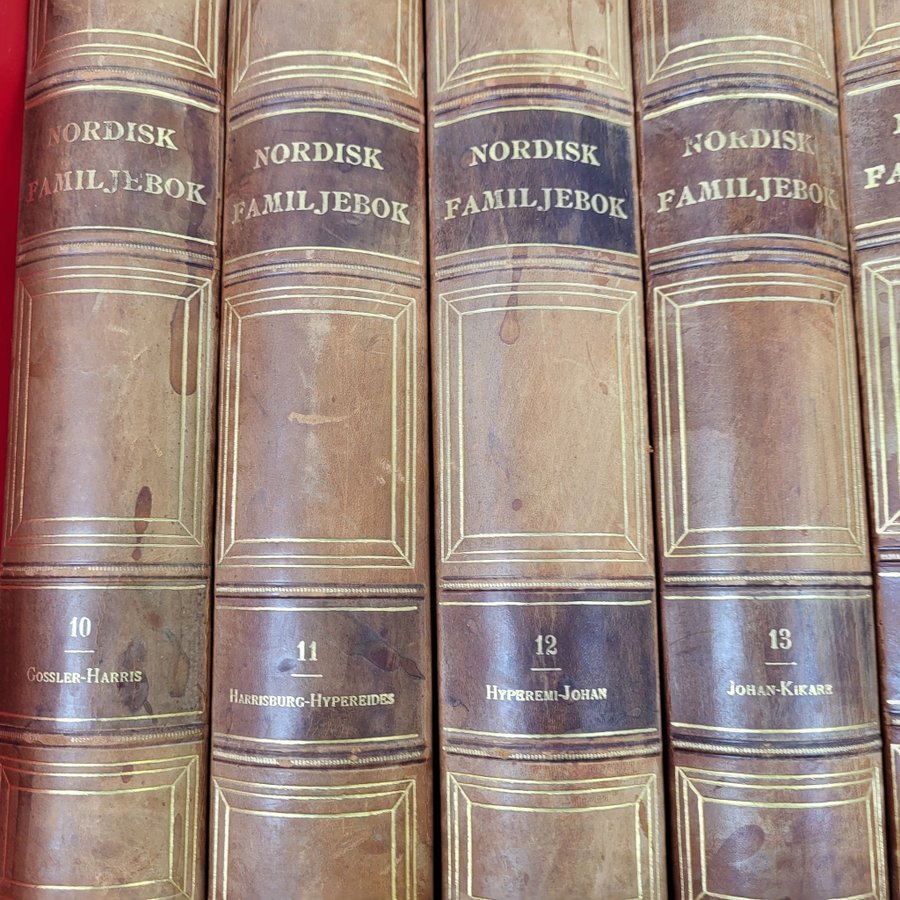 NORDISK
FAMILJEBOK
10
Gossler-Harris
NORDISK
FAMILJEBOK
11
Harrisburg-Hypereides
NORDISK
FAMILJEBOK
12
Hyperemi-Johan
NORDISK
FAMILJEBOK
13
Johan-Kikare